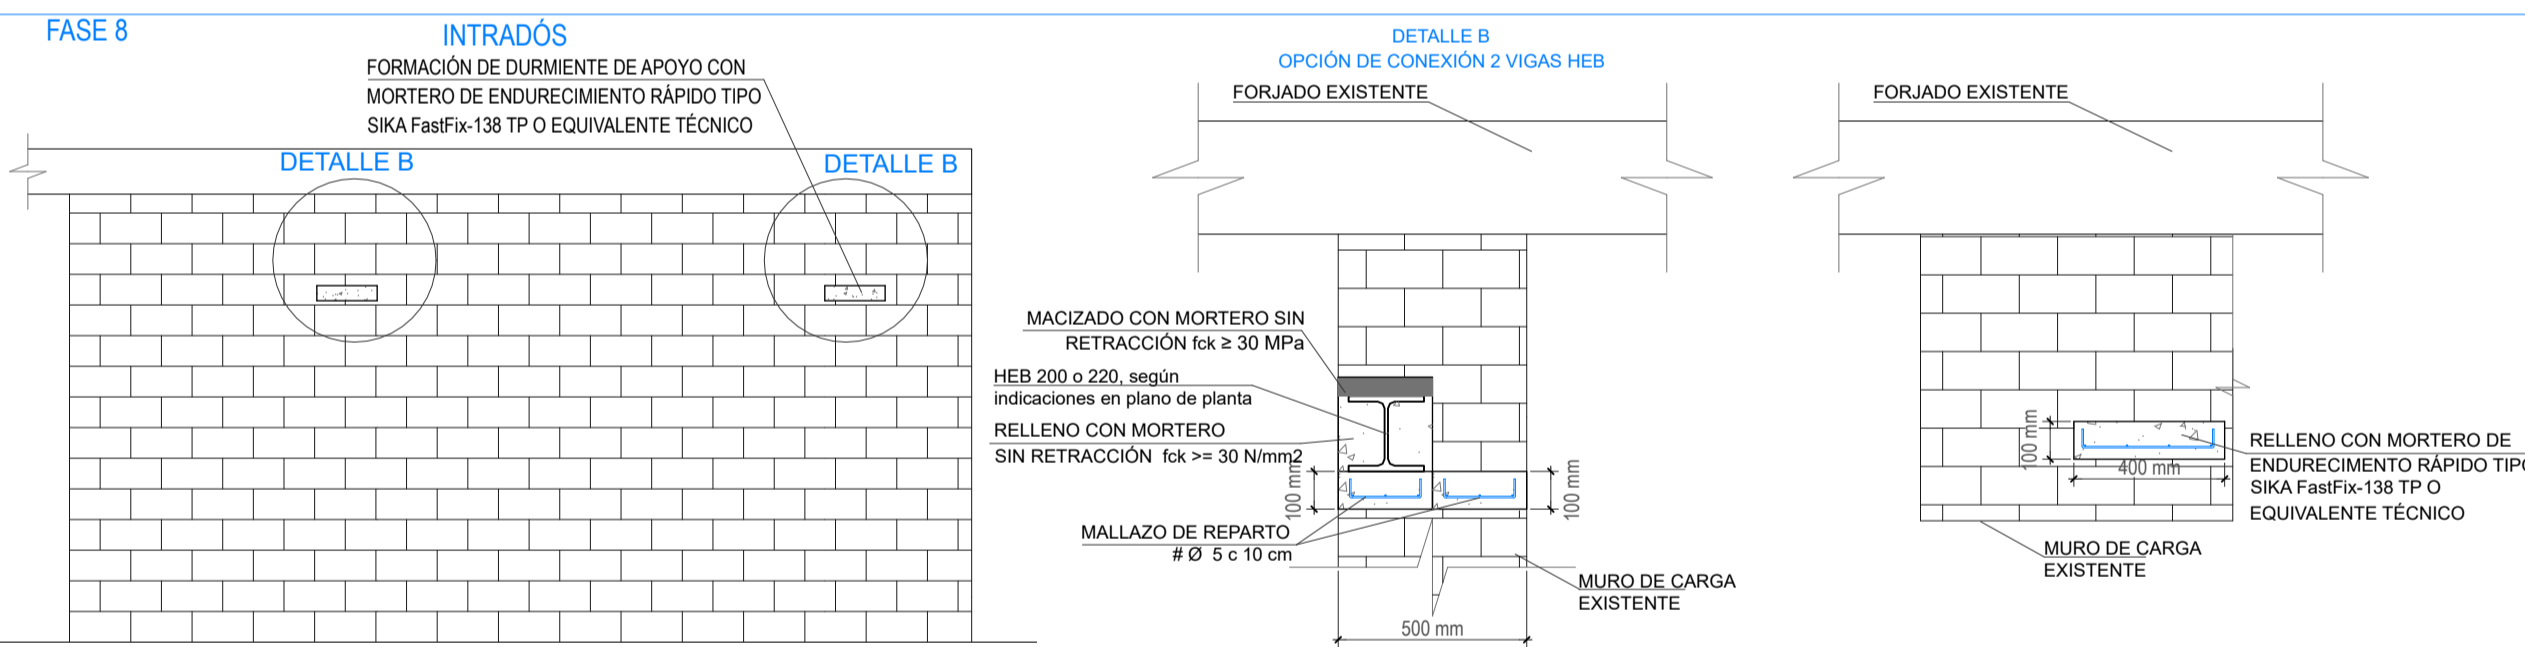 FASE 8
INTRADÓS
FORMACIÓN DE DURMIENTE DE APOYO CON
MORTERO DE ENDURECIMIENTO RÁPIDO TIPO
SIKA FastFix-138 TP O EQUIVALENTE TÉCNICO
DETALLE B
DETALLE B
DETALLE B
OPCIÓN DE CONEXIÓN 2 VIGAS HEB
FORJADO EXISTENTE
MACIZADO CON MORTERO SIN
RETRACCIÓN fck ≥ 30 MPa
HEB 200 o 220, según
indicaciones en plano de planta
RELLENO CON MORTERO
SIN RETRACCIÓN fck >= 30 N/mm2
100 mm
100 mm
MALLAZO DE REPARTO
# Ø 5 c 10 cm
MURO DE CARGA
EXISTENTE
500 mm
FORJADO EXISTENTE
100 mm
400 mm
RELLENO CON MORTERO DE
ENDURECIMENTO RÁPIDO TIPO
SIKA FastFix-138 TP O
EQUIVALENTE TÉCNICO
MURO DE CARGA
EXISTENTE